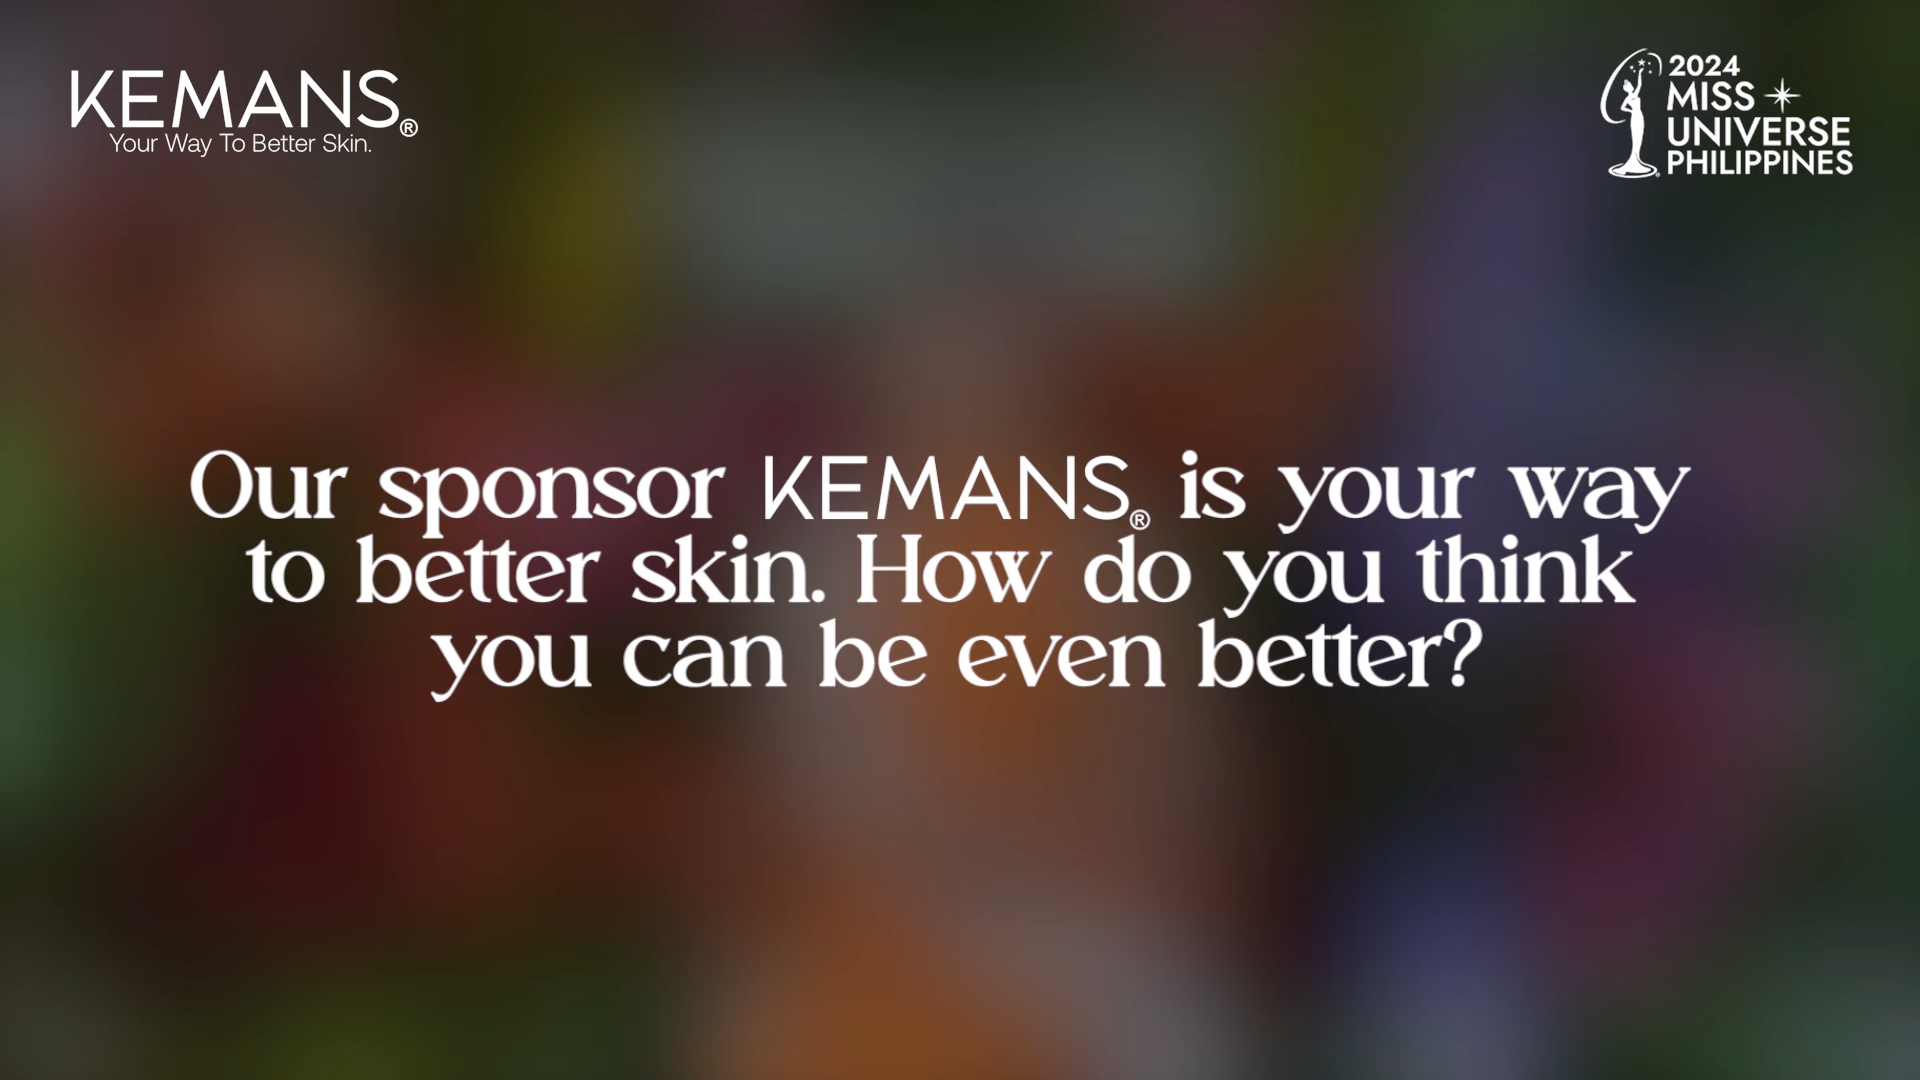 KEMANS®
Your Way To Better Skin.
2024
MISS
UNIVERSE
PHILIPPINES
Our sponsor KEMANS® is your way
to better skin. How do you think
you can be even better?